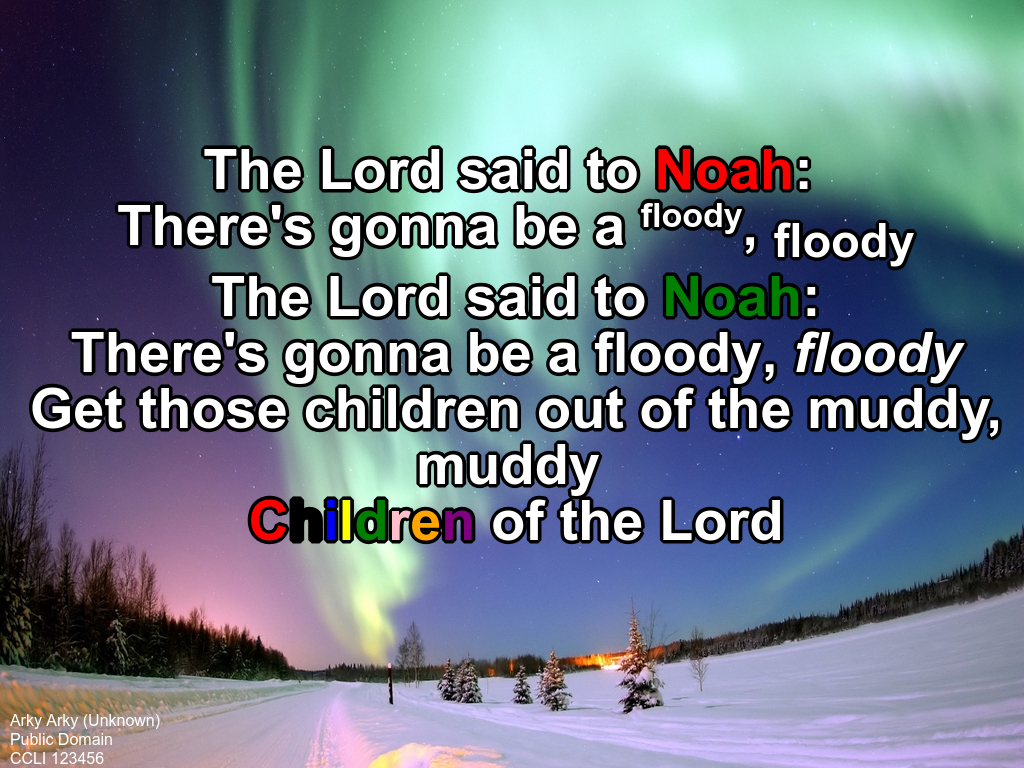 The Lord said to Noah:
There's gonna be a floody, floody
The Lord said to Noah:
There's gonna be a floody, floody
Get those children out of the muddy,
muddy
Children of the Lord
Arky Arky (Unknown)
Public Domain
CCLI 123456